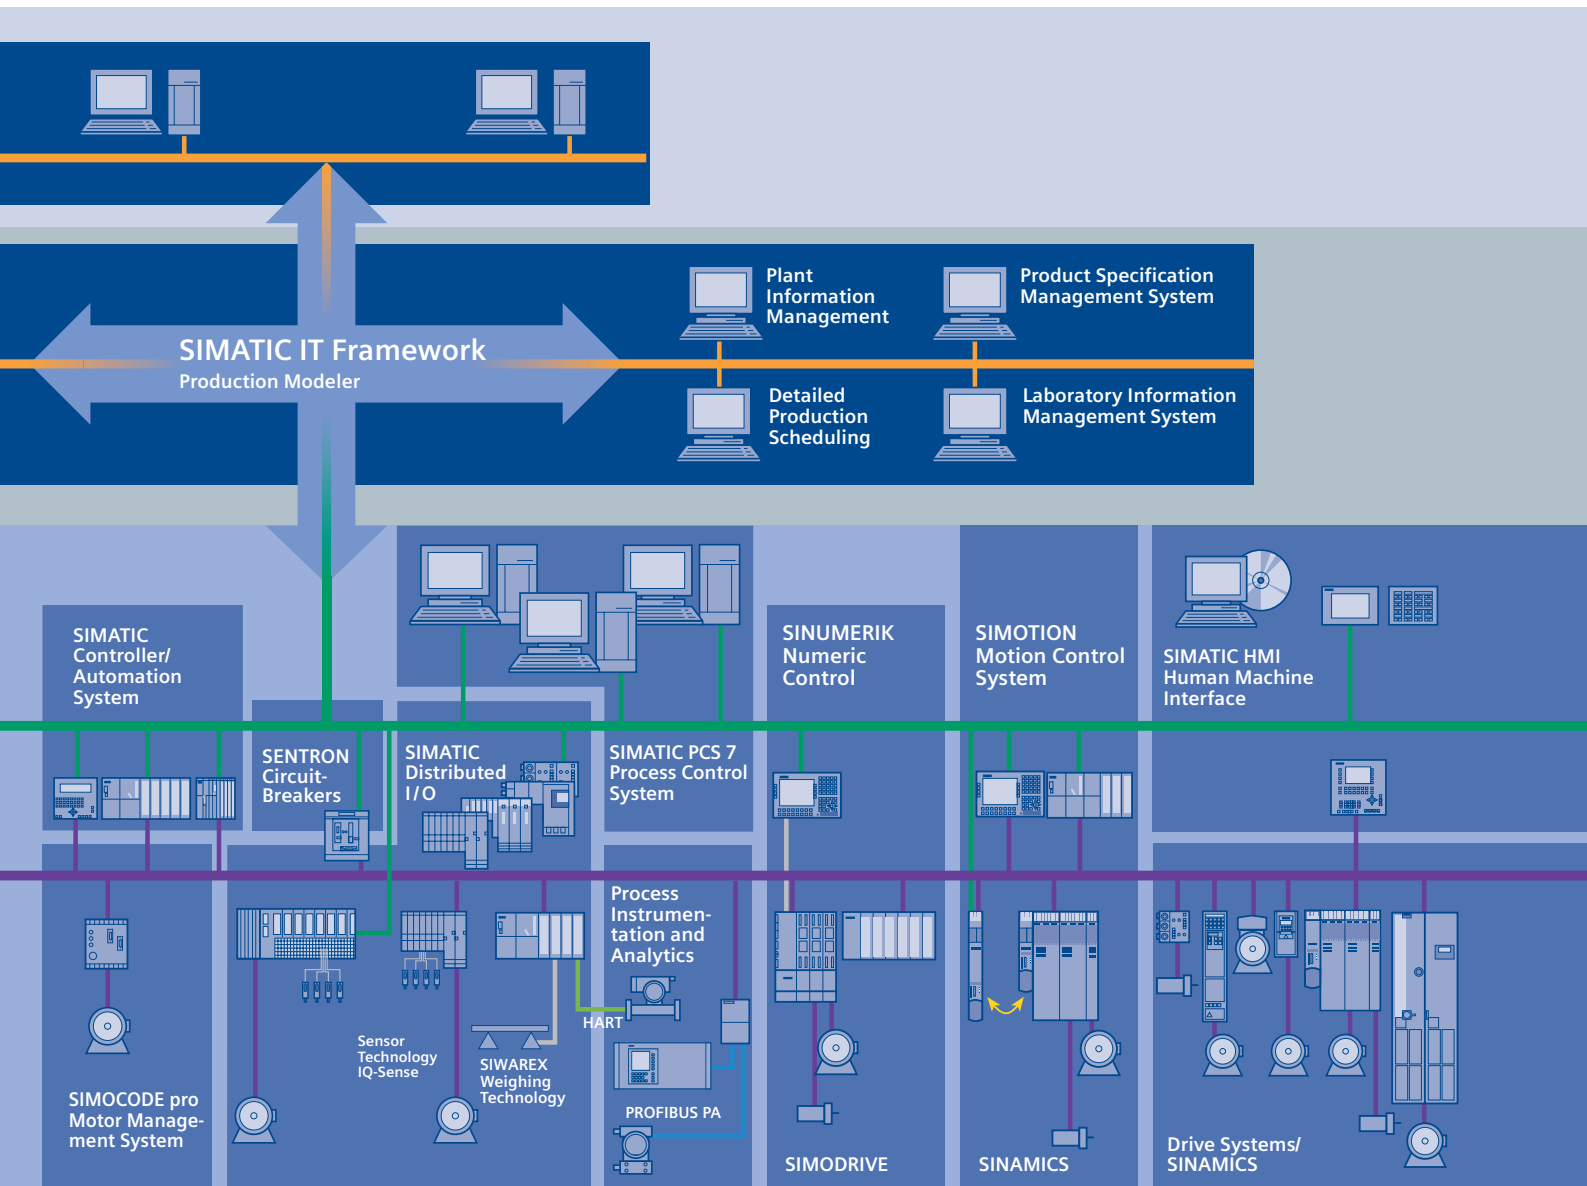 Plant
Information
Management
Product Specification
Management System
SIMATIC IT Framework
Production Modeler
Detailed
Production
Scheduling
Laboratory Information
Management System
SIMATIC
Controller/
Automation
System
SINUMERIK
Numeric
Control
SIMOTION
Motion Control
System
SIMATIC HMI
Human Machine
Interface
SENTRON
Circuit-
Breakers
SIMATIC
Distributed
I/O
SIMATIC PCS 7
Process Control
System
Process
Instrumen-
tation and
Analytics
HART
Sensor
Technology
IQ-Sense
SIWAREX
Weighing
Technology
SIMOCODE pro
Motor Manage-
ment System
PROFIBUS PA
SIMODRIVE
SINAMICS
Drive Systems/
SINAMICS